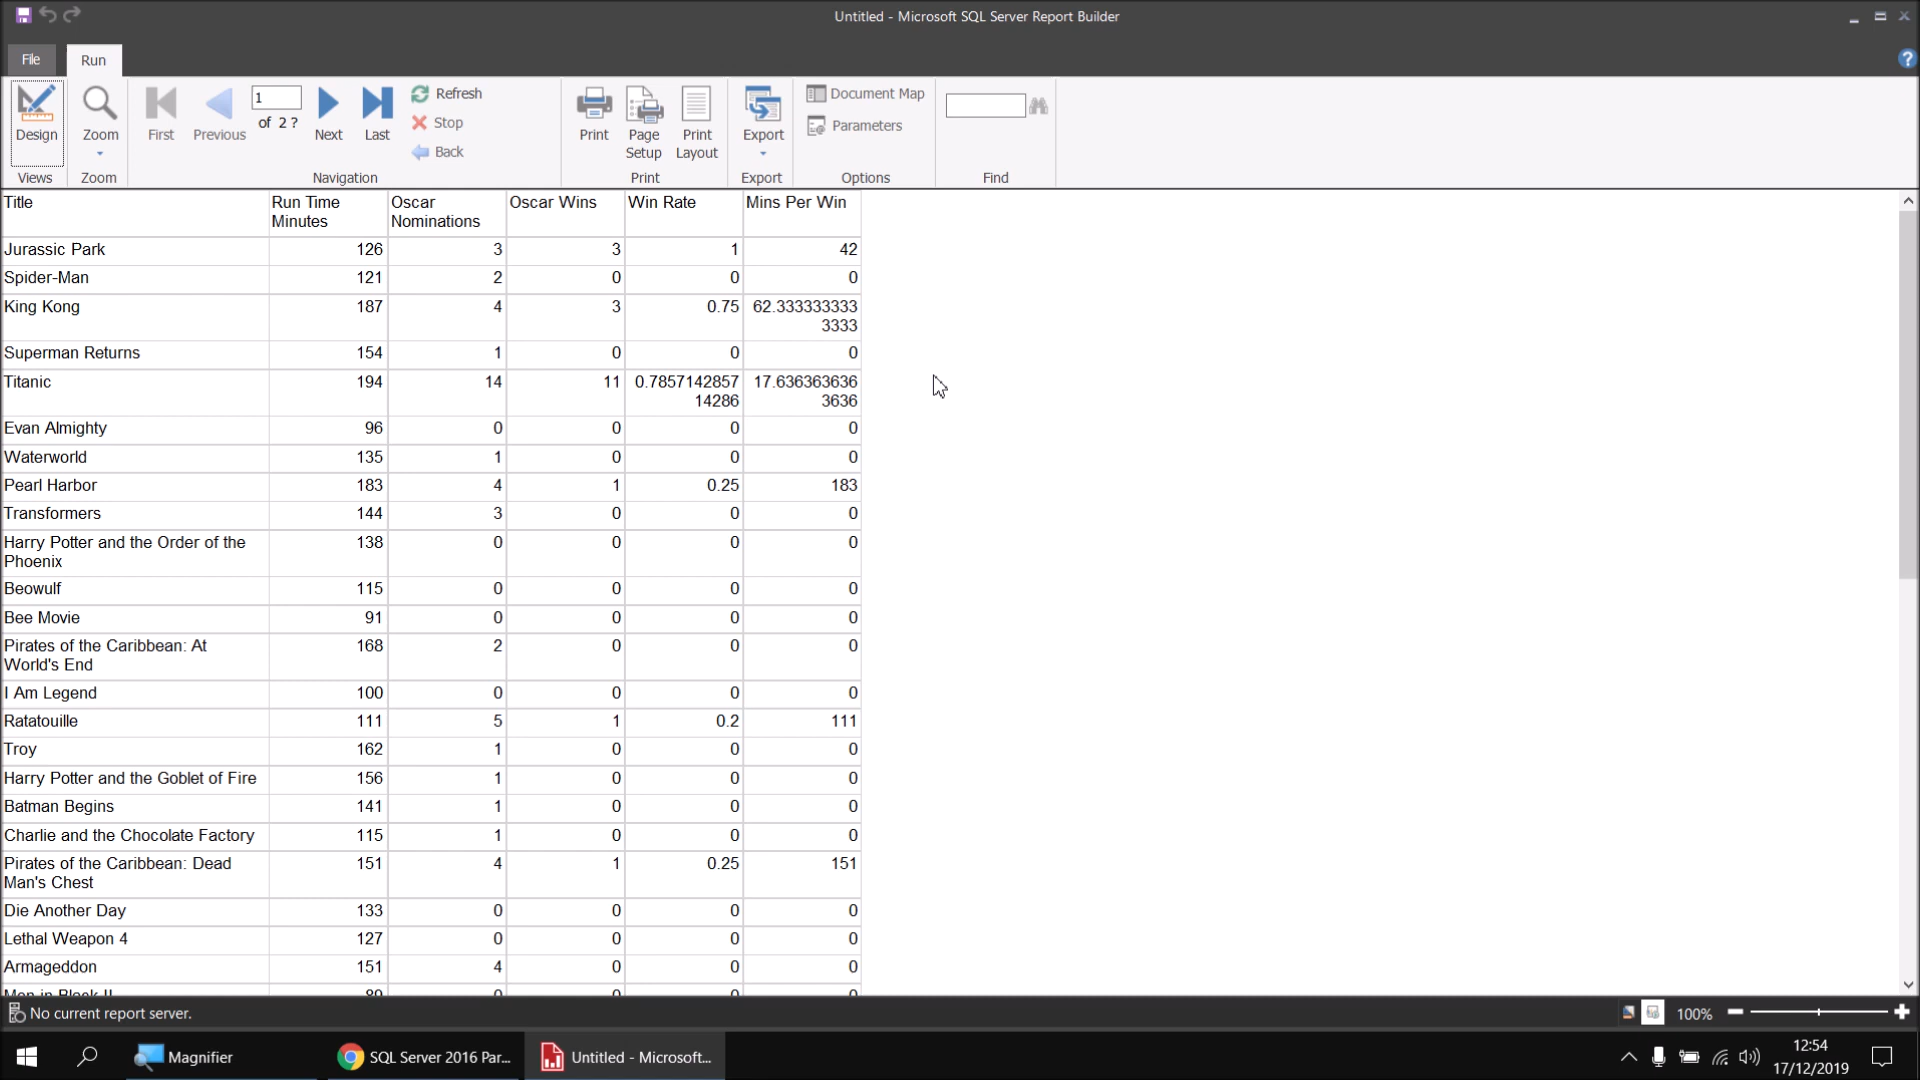 Untitled - Microsoft SQL Server Report Builder
File
Run
Design
Views
Zoom
Zoom
First
Previous
1
of 2 ?
Next
Last
Refresh
Stop
Back
Navigation
Print
Page
Setup
Print
Layout
Print
Export
Export
Document Map
Parameters
Options
Find
Title Run Time Minutes Oscar Nominations Oscar Wins Win Rate Mins Per Win
Jurassic Park 126 3 3 1 42
Spider-Man 121 2 0 0 0
King Kong 187 4 3 0.75 62.333333333
3333
Superman Returns 154 1 0 0 0
Titanic 194 14 11 0.7857142857 17.636363636
14286 3636
Evan Almighty 96 0 0 0 0
Waterworld 135 1 0 0 0
Pearl Harbor 183 4 1 0.25 183
Transformers 144 3 0 0 0
Harry Potter and the Order of the 138 0 0 0 0
Phoenix
Beowulf 115 0 0 0 0
Bee Movie 91 0 0 0 0
Pirates of the Caribbean: At 168 2 0 0 0
World's End
I Am Legend 100 0 0 0 0
Ratatouille 111 5 1 0.2 111
Troy 162 1 0 0 0
Harry Potter and the Goblet of Fire 156 1 0 0 0
Batman Begins 141 1 0 0 0
Charlie and the Chocolate Factory 115 1 0 0 0
Pirates of the Caribbean: Dead 151 4 1 0.25 151
Man's Chest
Die Another Day 133 0 0 0 0
Lethal Weapon 4 127 0 0 0 0
Armageddon 151 4 0 0 0
Men in Black II 89 0 0 0 0
No current report server.
100%
Magnifier
SQL Server 2016 Par...
Untitled - Microsoft...
12:54
17/12/2019